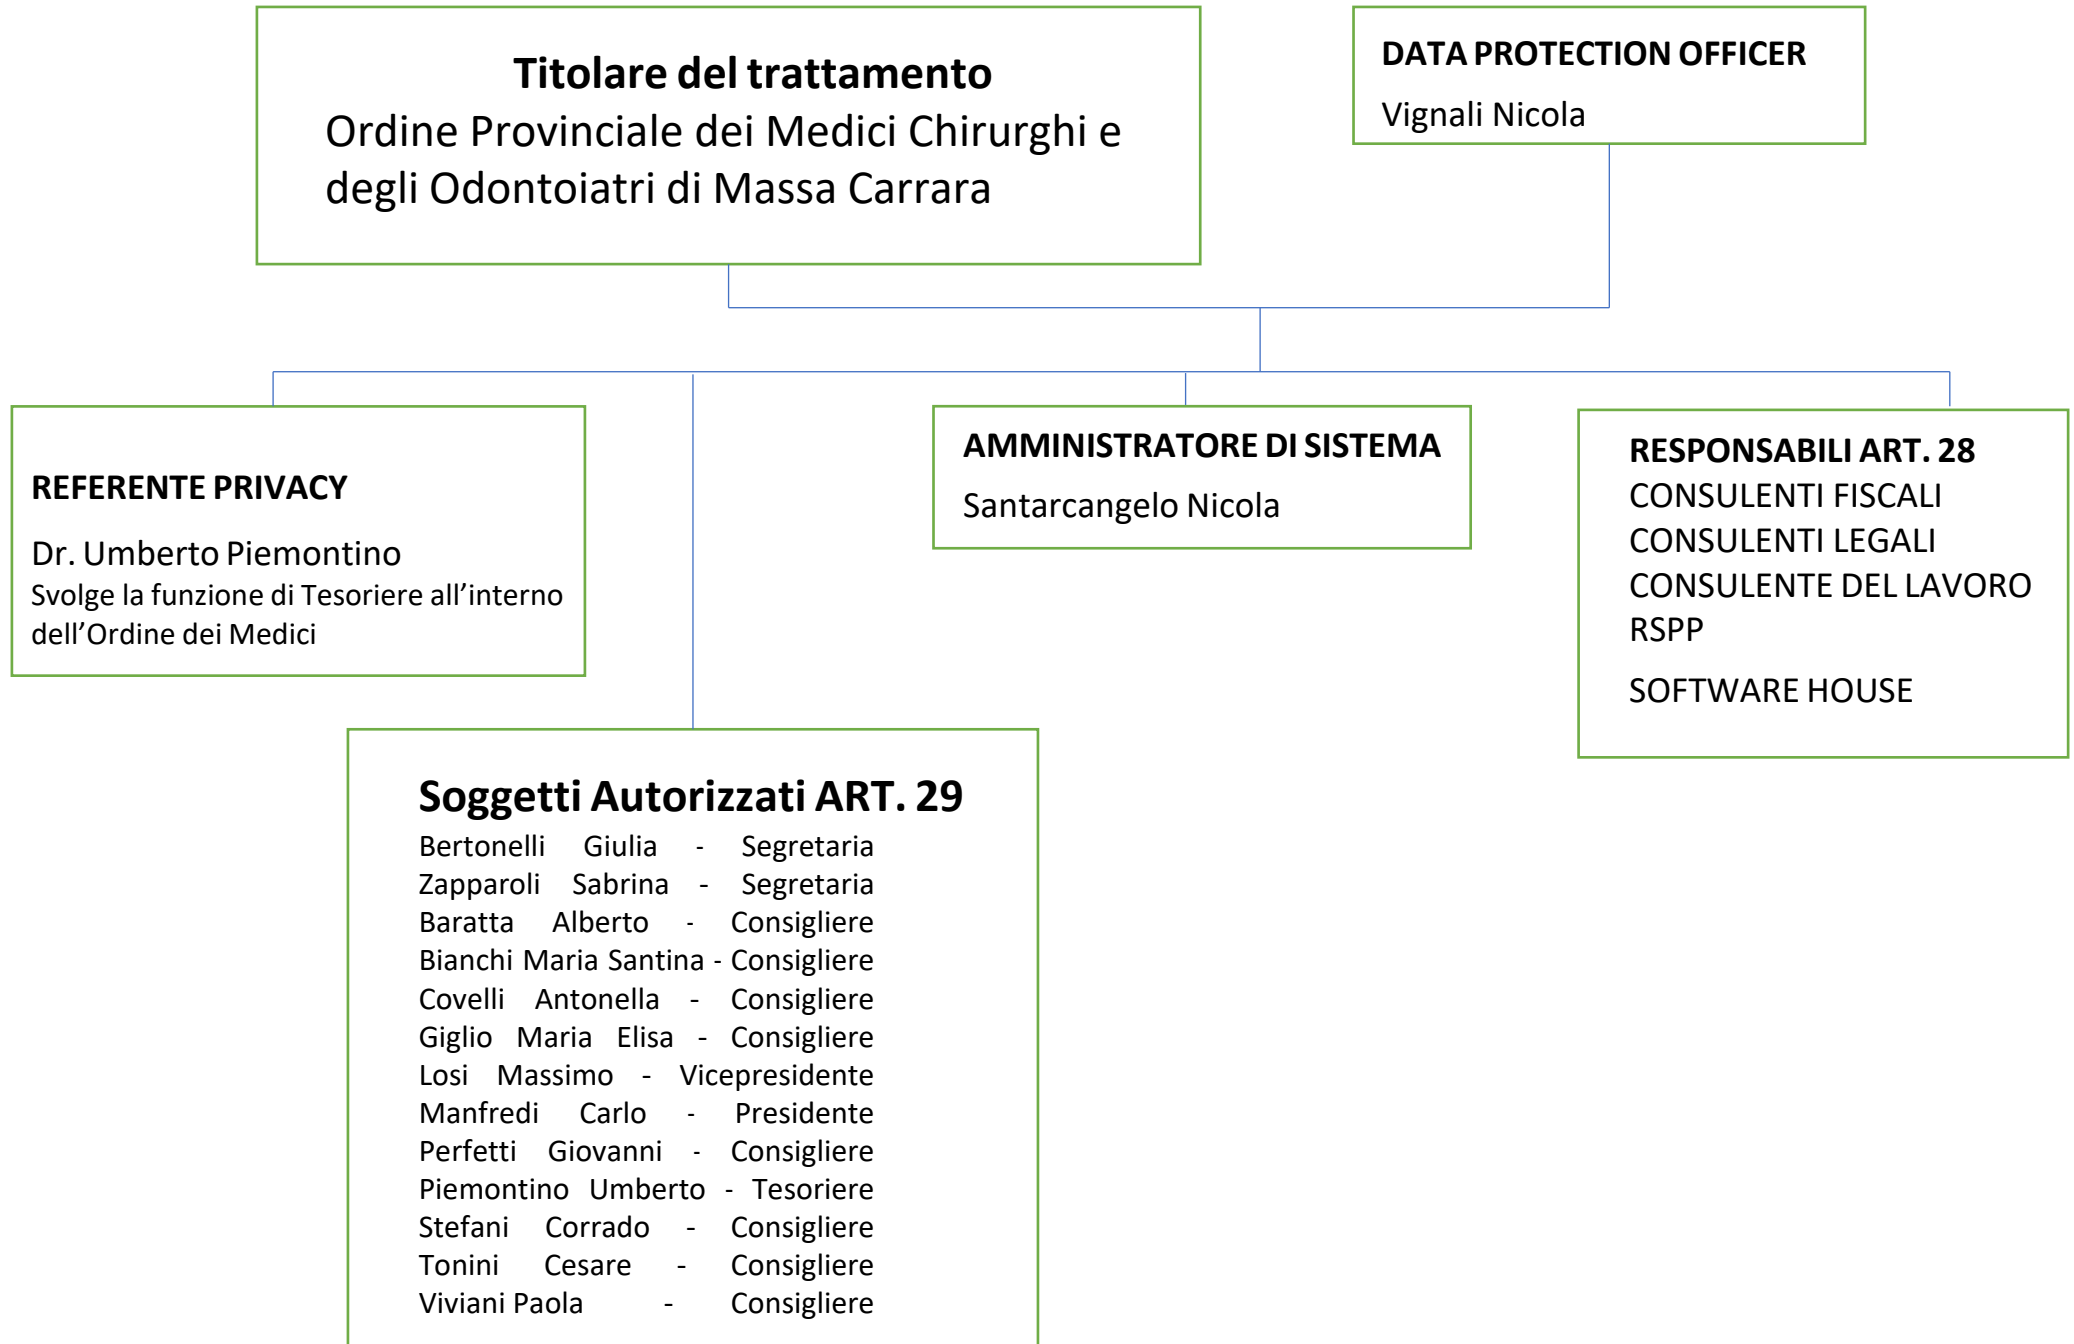 Titolare del trattamento
Ordine Provinciale dei Medici Chirurghi e
degli Odontoiatri di Massa Carrara
DATA PROTECTION OFFICER
Vignali Nicola
REFERENTE PRIVACY
Dr. Umberto Piemontino
Svolge la funzione di Tesoriere all’interno
dell’Ordine dei Medici
AMMINISTRATORE DI SISTEMA
Santarcangelo Nicola
RESPONSABILI ART. 28
CONSULENTI FISCALI
CONSULENTI LEGALI
CONSULENTE DEL LAVORO
RSPP
SOFTWARE HOUSE
Soggetti Autorizzati ART. 29
Bertonelli Giulia - Segretaria
Zapparoli Sabrina - Segretaria
Baratta Alberto - Consigliere
Bianchi Maria Santina - Consigliere
Covelli Antonella - Consigliere
Giglio Maria Elisa - Consigliere
Losi Massimo - Vicepresidente
Manfredi Carlo - Presidente
Perfetti Giovanni - Consigliere
Piemontino Umberto - Tesoriere
Stefani Corrado - Consigliere
Tonini Cesare - Consigliere
Viviani Paola - Consigliere